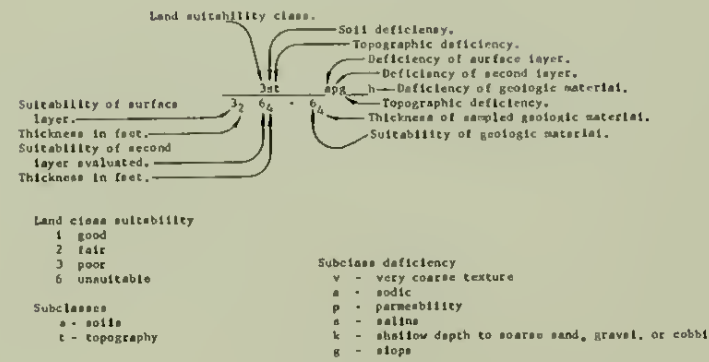 Land suitability class.
Soil deficiency.
Topographic deficiency.
Deficiency of surface layer.
Deficiency of second layer.
3st apg h Deficiency of geologic material.
3 2 6 4 - 6 4
Topographic deficiency.
Suitability of surface
layer.
Thickness of sampled geologic material.
Thickness in feet.
Suitability of geologic material.
Suitability of second
layer evaluated.
Thickness in feet.
Land class suitability
1 good
2 fair
3 poor
6 unsuitable
Subclasses
s - soils
t - topography
Subclass deficiency
v - very coarse texture
a - sodic
p - permeability
s - saline
k - shallow depth to coarse sand, gravel, or cobbl
g - slope